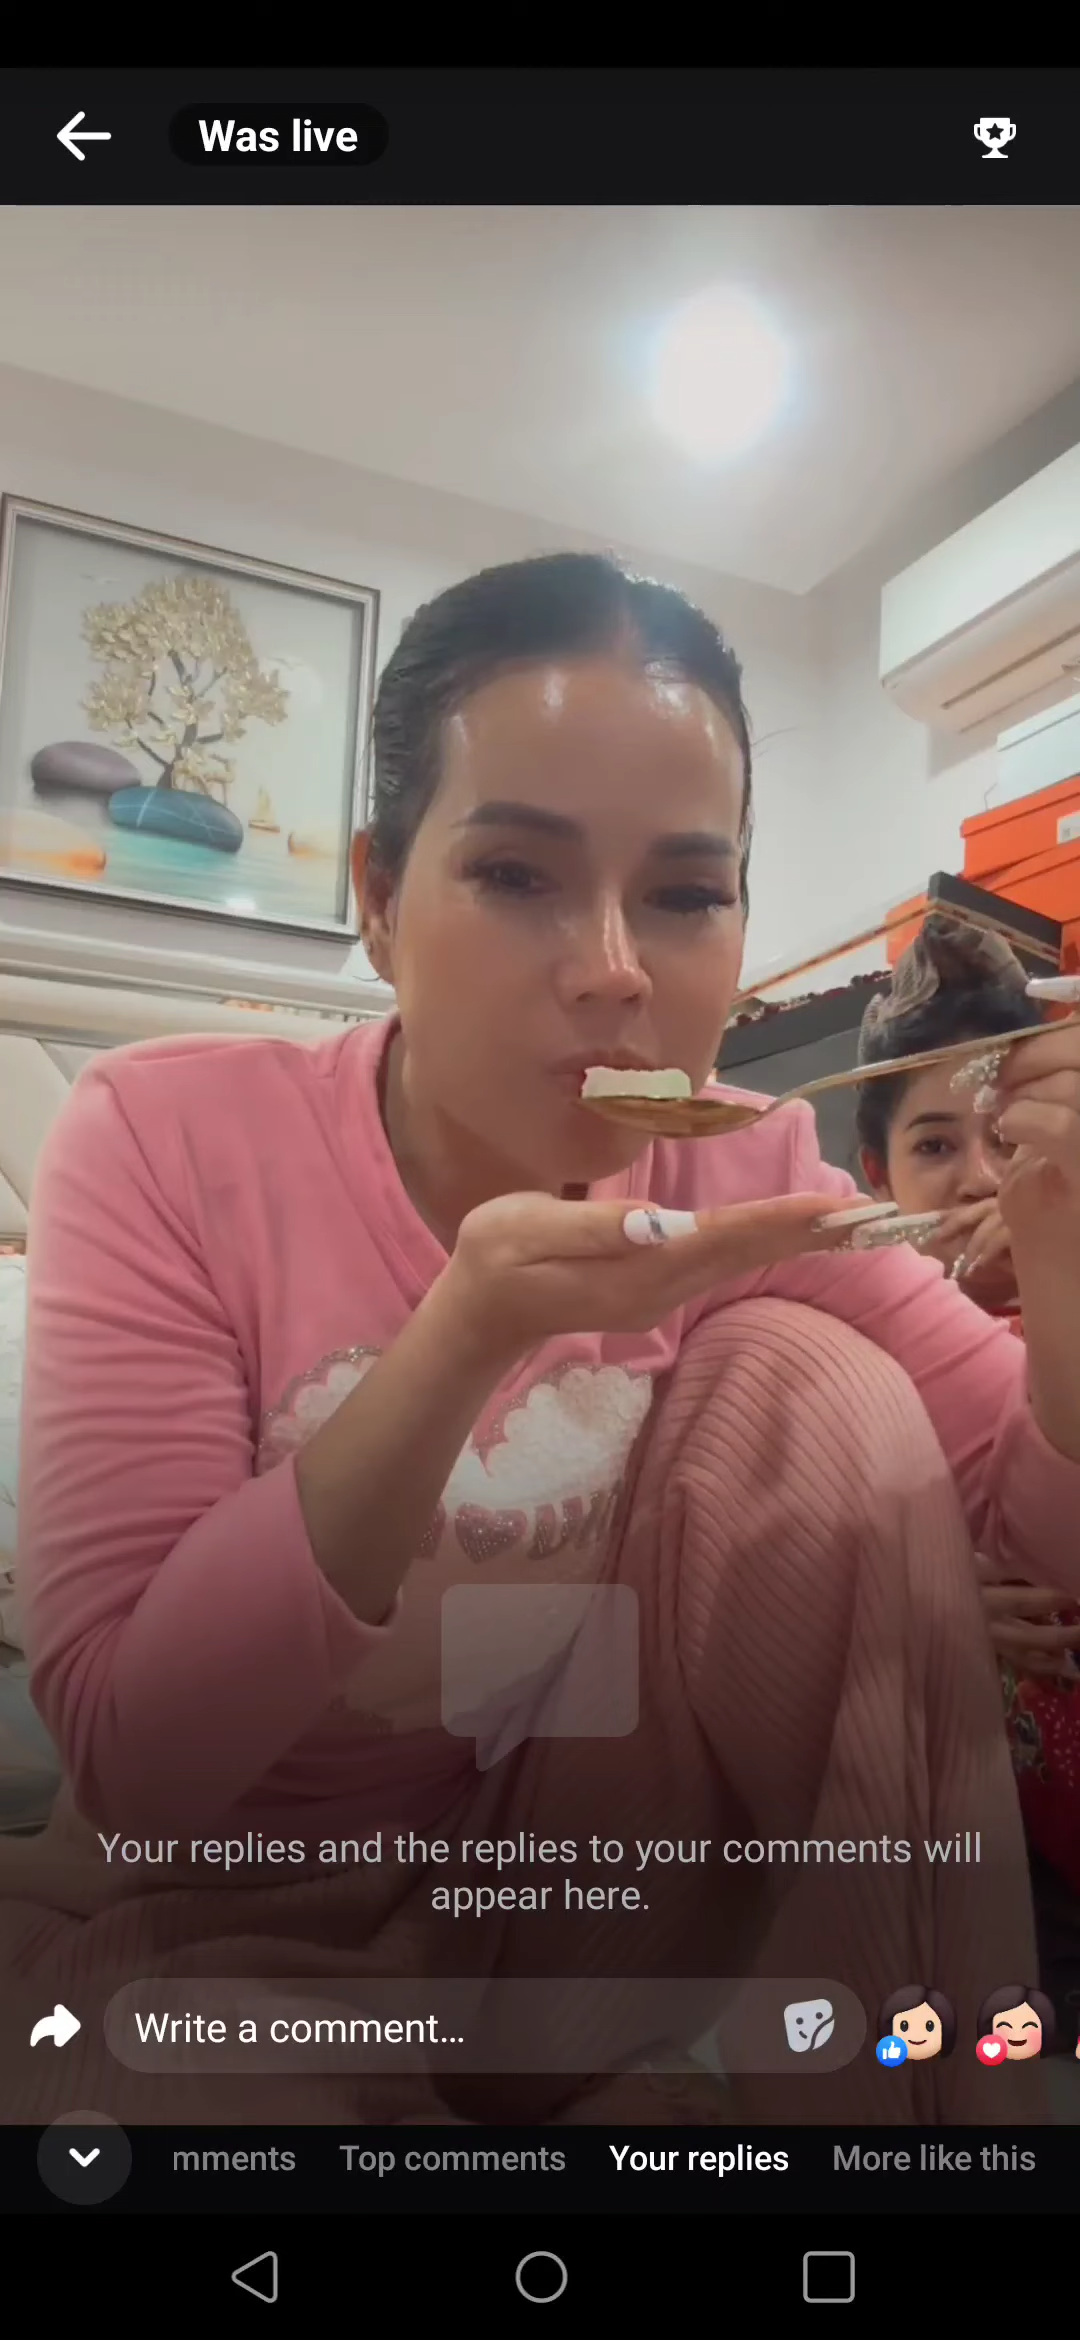 Was live
Your replies and the replies to your comments will
appear here.
Write a comment...
mments Top comments Your replies More like this